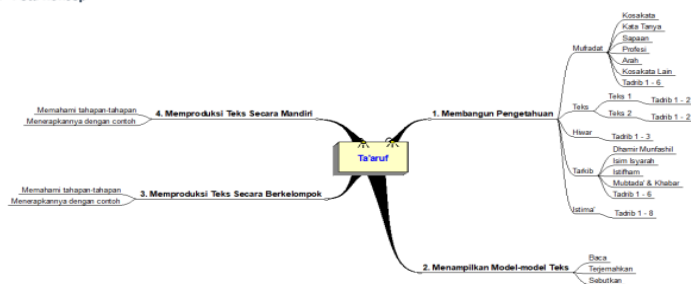 Ta'aruf
1. Membangun Pengetahuan
Mufradat
Kosakata
Kata Tanya
Sapaan
Profesi
Arah
Kosakata Lain
Tadrib 1 - 6
Teks
Teks 1
Tadrib 1 - 2
Teks 2
Tadrib 1 - 2
Hiwar
Tadrib 1 - 3
Tarkib
Dhamir Munfashil
Isim Isyarah
Istifham
Mubtada' & Khabar
Tadrib 1 - 6
Istima'
Tadrib 1 - 8
2. Menampilkan Model-model Teks
Baca
Terjemahkan
Sebutkan
3. Memproduksi Teks Secara Berkelompok
Memahami tahapan-tahapan
Menerapkannya dengan contoh
4. Memproduksi Teks Secara Mandiri
Memahami tahapan-tahapan
Menerapkannya dengan contoh